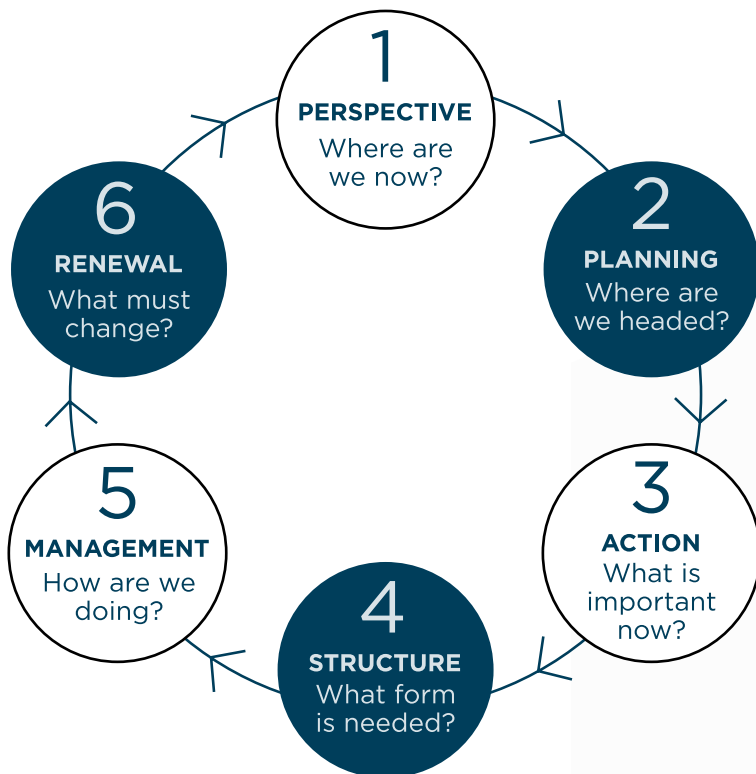 1
PERSPECTIVE
Where are
we now?
2
PLANNING
Where are
we headed?
3
ACTION
What is
important
now?
4
STRUCTURE
What form
is needed?
5
MANAGEMENT
How are we
doing?
6
RENEWAL
What must
change?